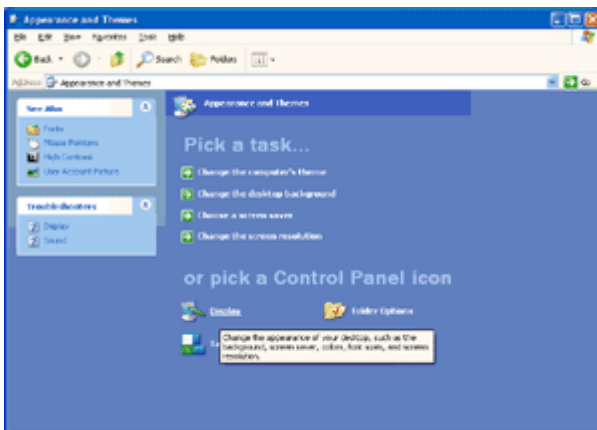 Appearance and Themes
File Edit View Favorites Tools Help
Back Search Folders
Address Appearance and Themes Go
See Also
Fonts
Mouse Pointers
High Contrast
User Account Picture
Troubleshooters
Display
Sound
Appearance and Themes
Pick a task...
Change the computer's theme
Change the desktop background
Choose a screen saver
Change the screen resolution
or pick a Control Panel icon
Display Folder Options
Change the appearance of your desktop, such as the
background, screen saver, colors, font sizes, and screen
resolution.